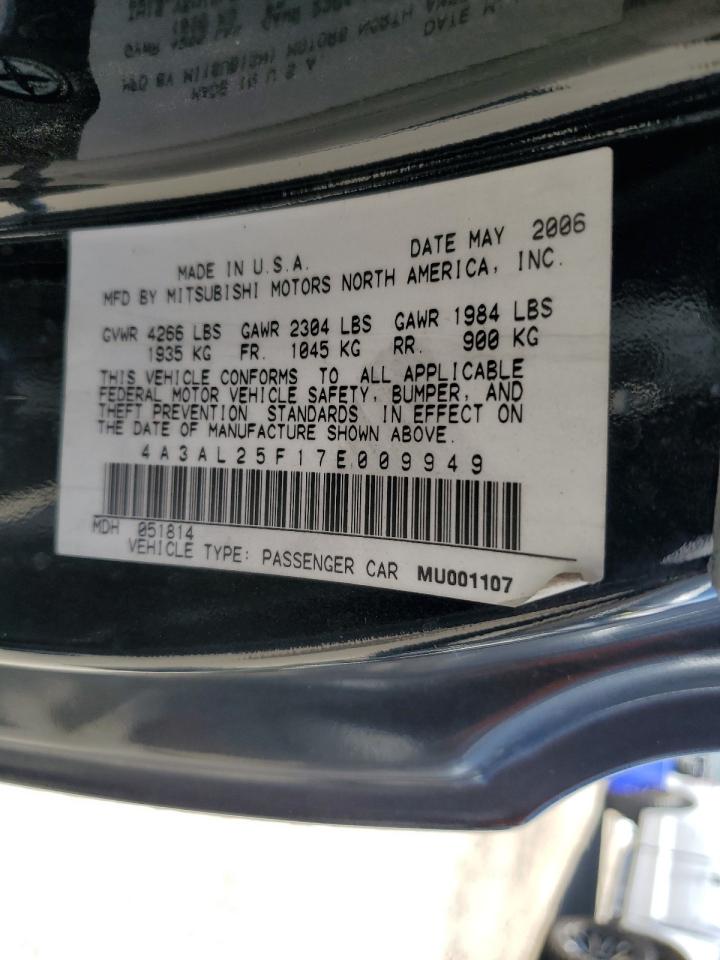 DATE MAY 2006
MADE IN U.S.A.
MFD BY MITSUBISHI MOTORS NORTH AMERICA, INC.
GVWR 4266 LBS GAWR 2304 LBS GAWR 1984 LBS
1935 KG FR. 1045 KG RR. 900 KG
THIS VEHICLE CONFORMS TO ALL APPLICABLE
FEDERAL MOTOR VEHICLE SAFETY, BUMPER, AND
THEFT PREVENTION STANDARDS IN EFFECT ON
THE DATE OF MANUFACTURE SHOWN ABOVE.
4A3AL25F17E009949
MDH 051814
VEHICLE TYPE: PASSENGER CAR MU001107